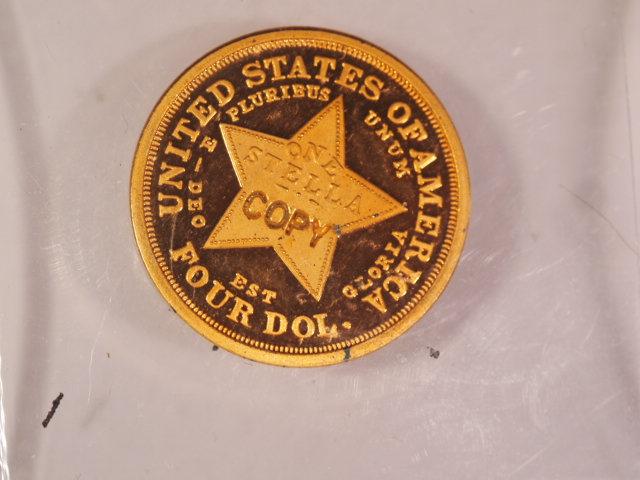 UNITED STATES OF AMERICA
E PLURIBUS UNUM
DEO EST GLORIA
ONE
STELLA
COPY
FOUR DOL.